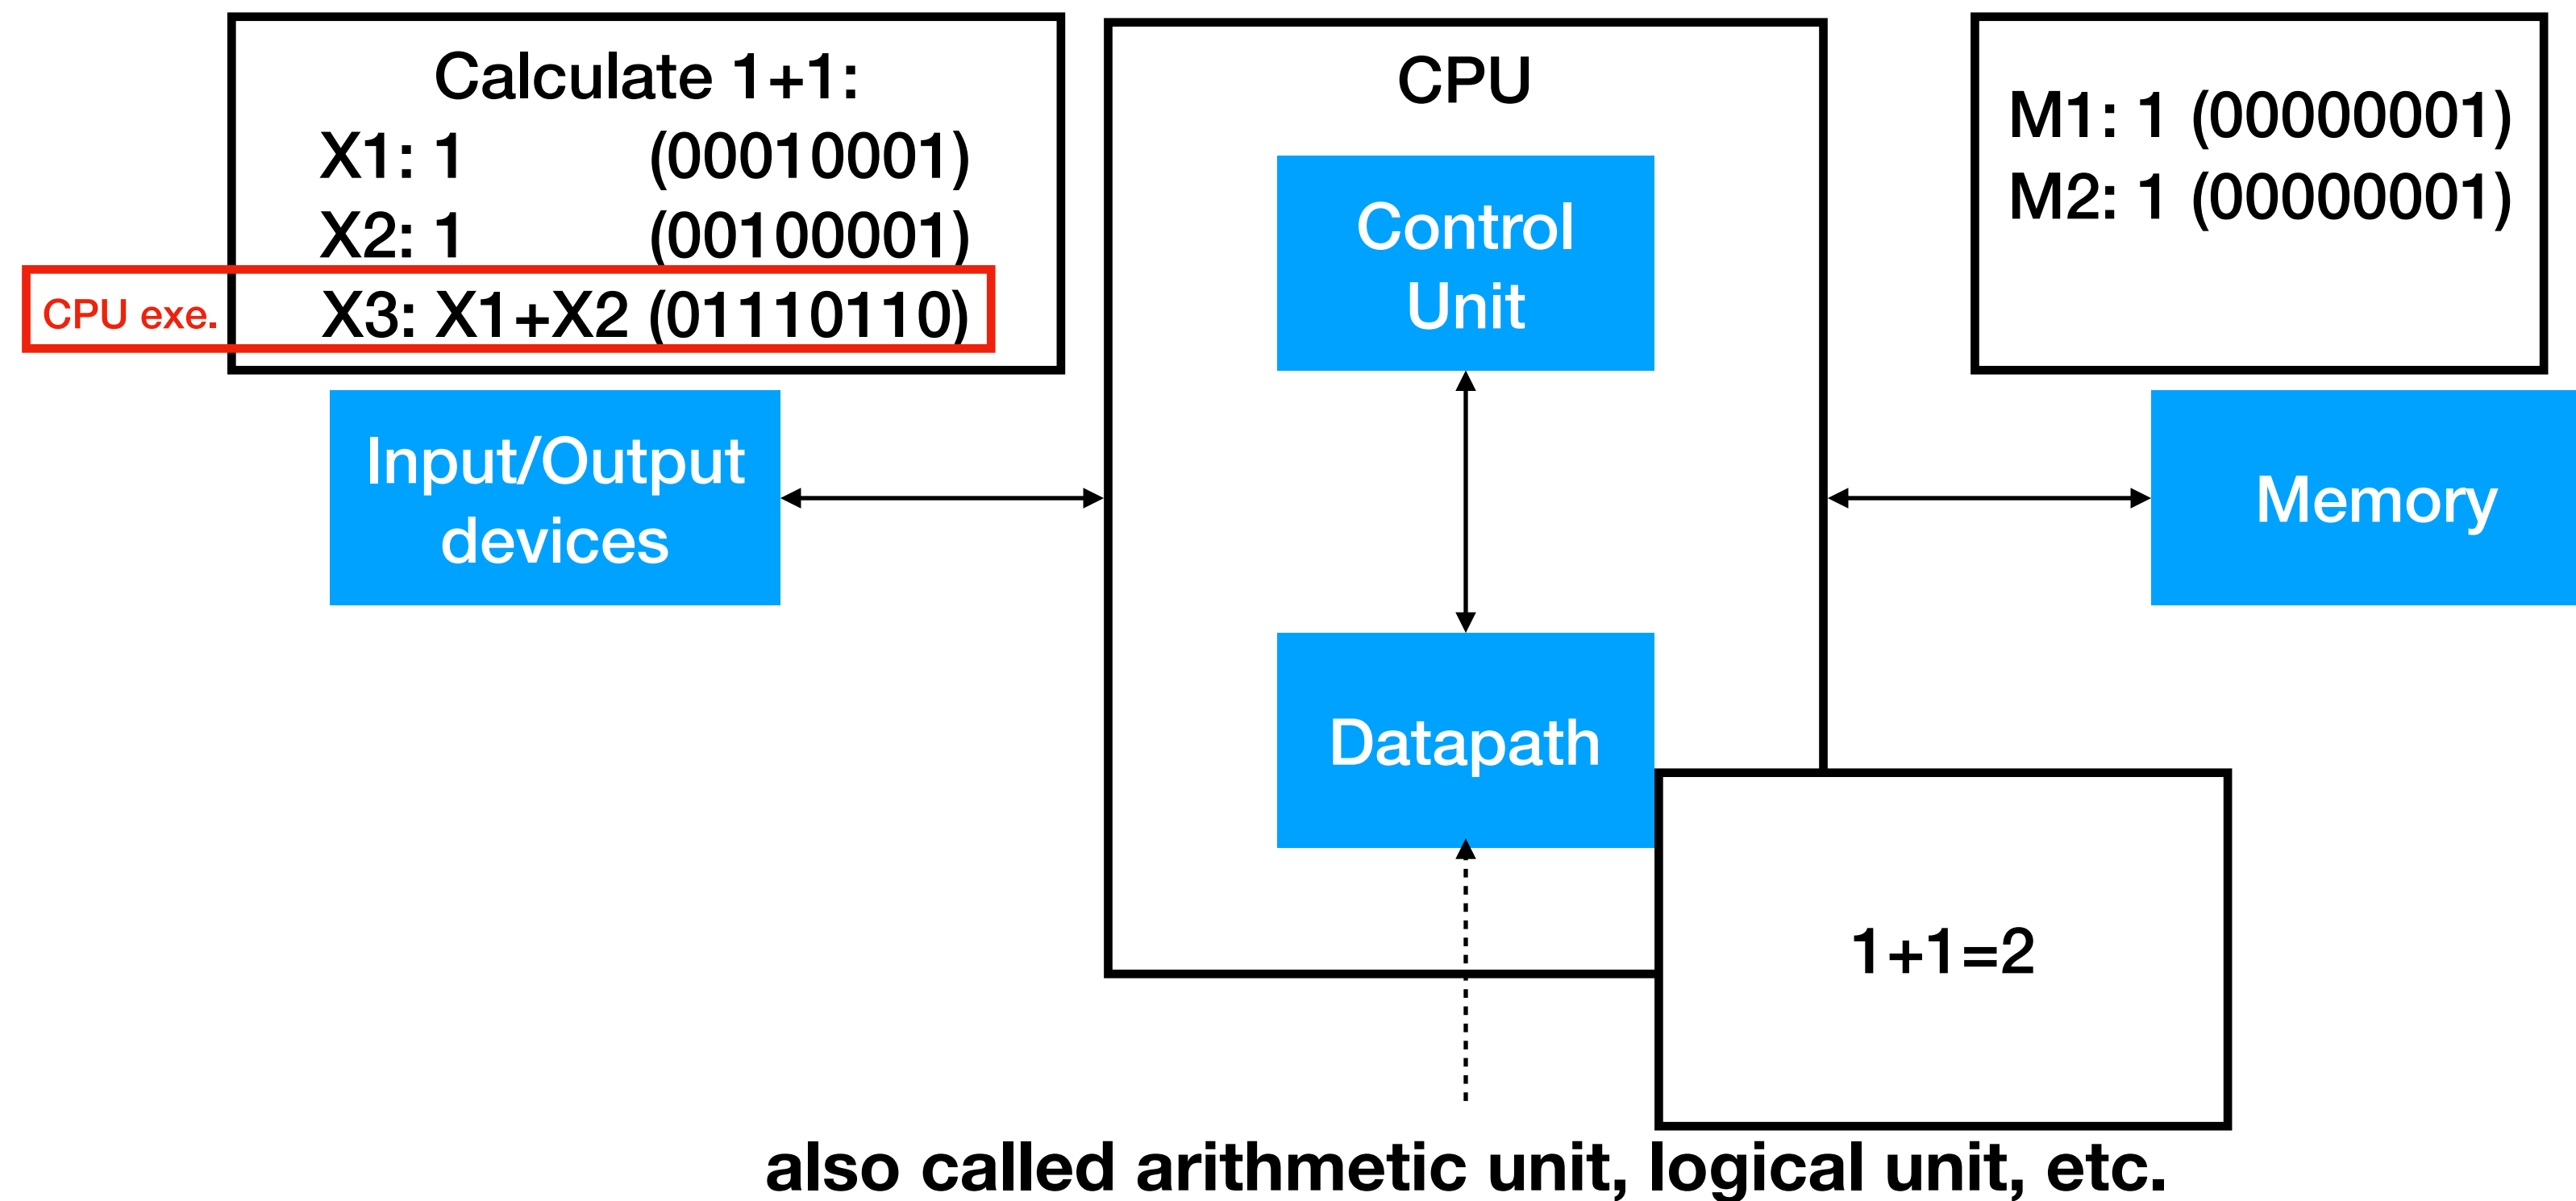 Calculate 1+1:
X1: 1 (00010001)
X2: 1 (00100001)
CPU exe. X3: X1+X2 (01110110)
Input/Output
devices
CPU
Control
Unit
Datapath
M1: 1 (00000001)
M2: 1 (00000001)
Memory
1+1=2
also called arithmetic unit, logical unit, etc.